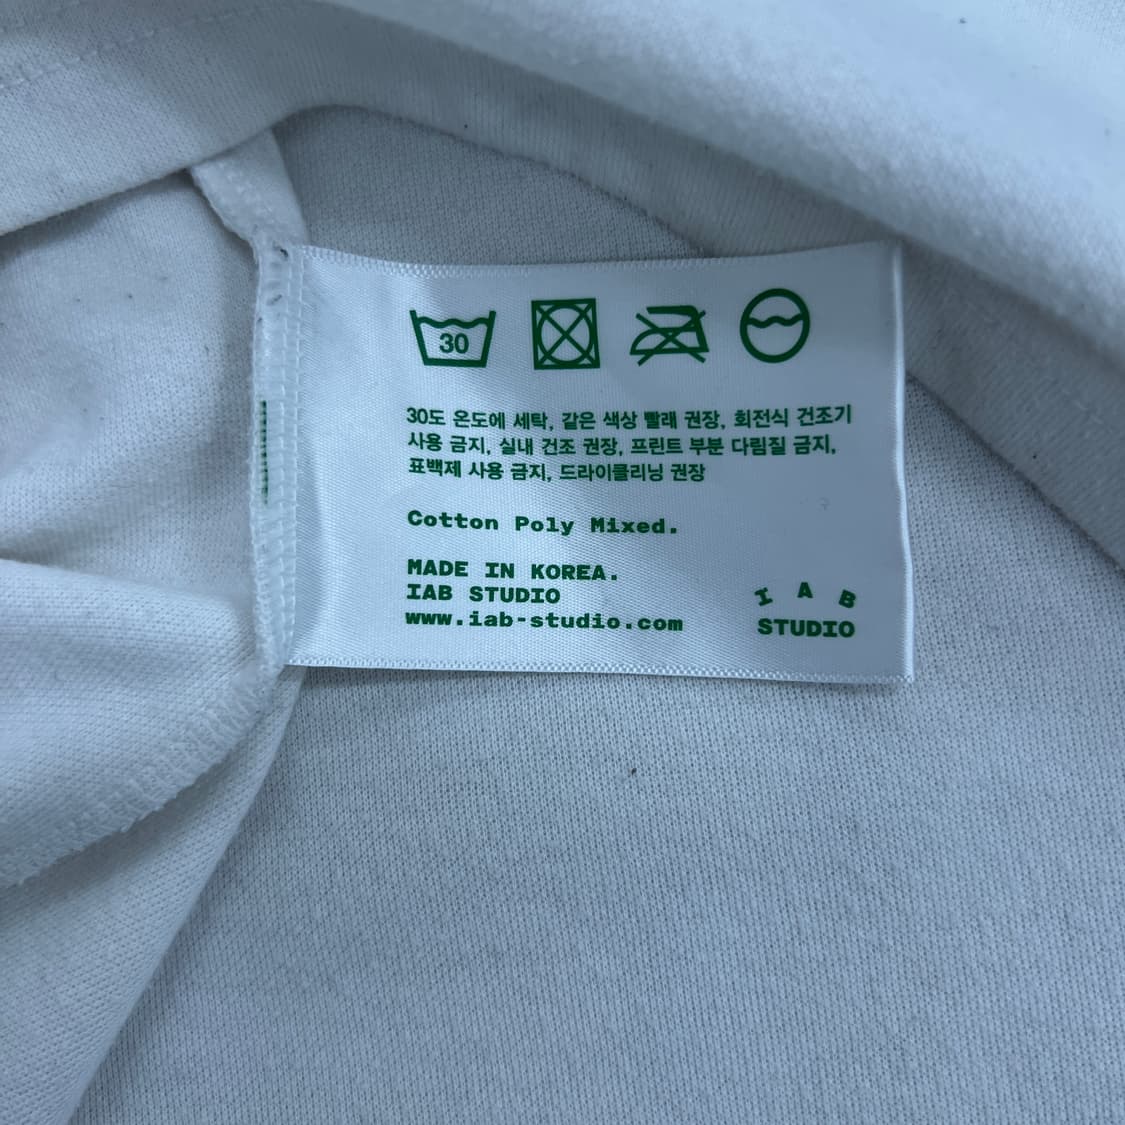 30
30도 온도에 세탁, 같은 색상 빨래 권장, 회전식 건조기
사용 금지, 실내 건조 권장, 프린트 부분 다림질 금지,
표백제 사용 금지, 드라이클리닝 권장
Cotton Poly Mixed.
MADE IN KOREA.
IAB STUDIO
www.iab-studio.com
I A B
STUDIO